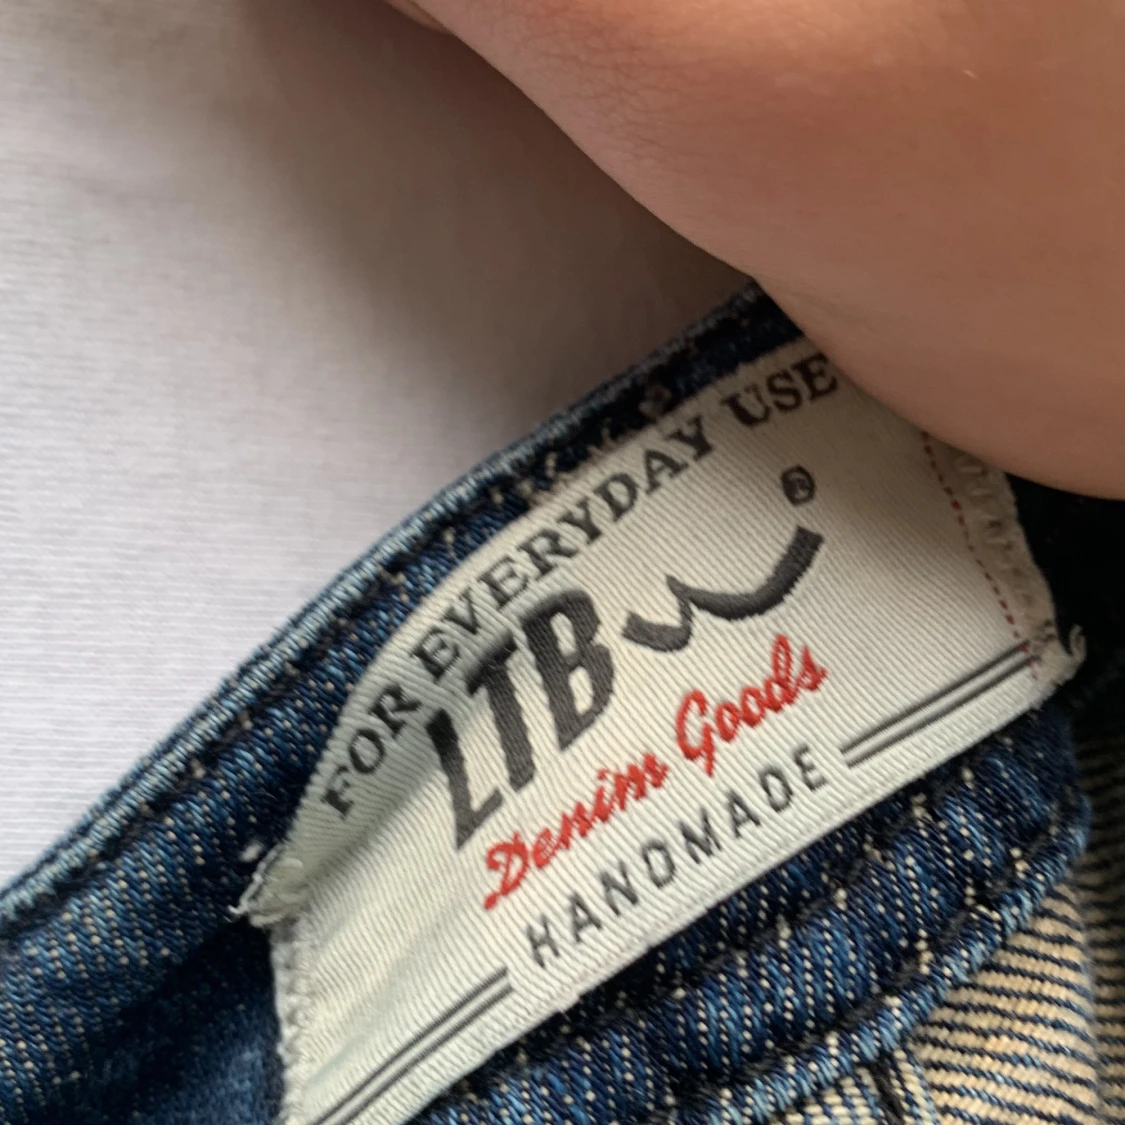 FOR EVERYDAY USE
LTB®
Denim Goods
HANDMADE